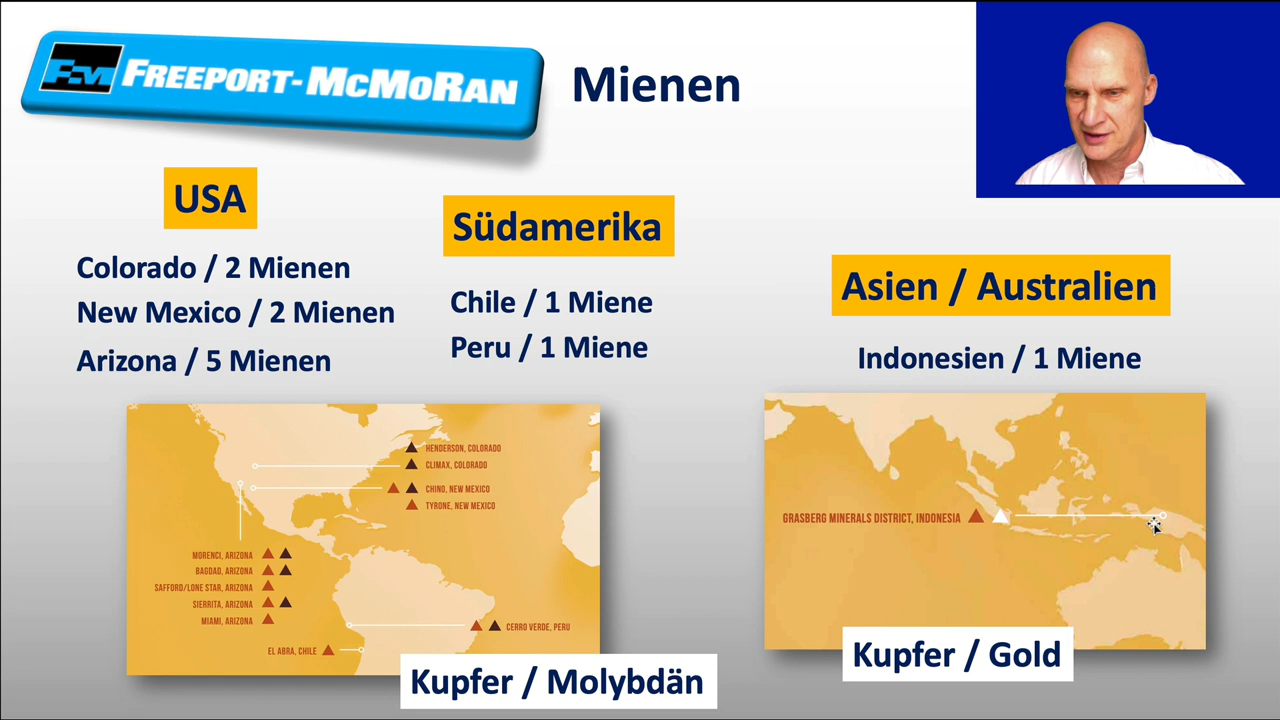 FM FREEPORT-MCMORAN
Mienen
USA
Colorado / 2 Mienen
New Mexico / 2 Mienen
Arizona / 5 Mienen
Südamerika
Chile / 1 Miene
Peru / 1 Miene
Asien / Australien
Indonesien / 1 Miene
HENDERSON, COLORADO
CLIMAX, COLORADO
CHINO, NEW MEXICO
TYRONE, NEW MEXICO
MORENCI, ARIZONA
BAGDAD, ARIZONA
SAFFORD/LONE STAR, ARIZONA
SIERRITA, ARIZONA
MIAMI, ARIZONA
CERRO VERDE, PERU
EL ABRA, CHILE
Kupfer / Molybdän
GRASBERG MINERALS DISTRICT, INDONESIA
Kupfer / Gold